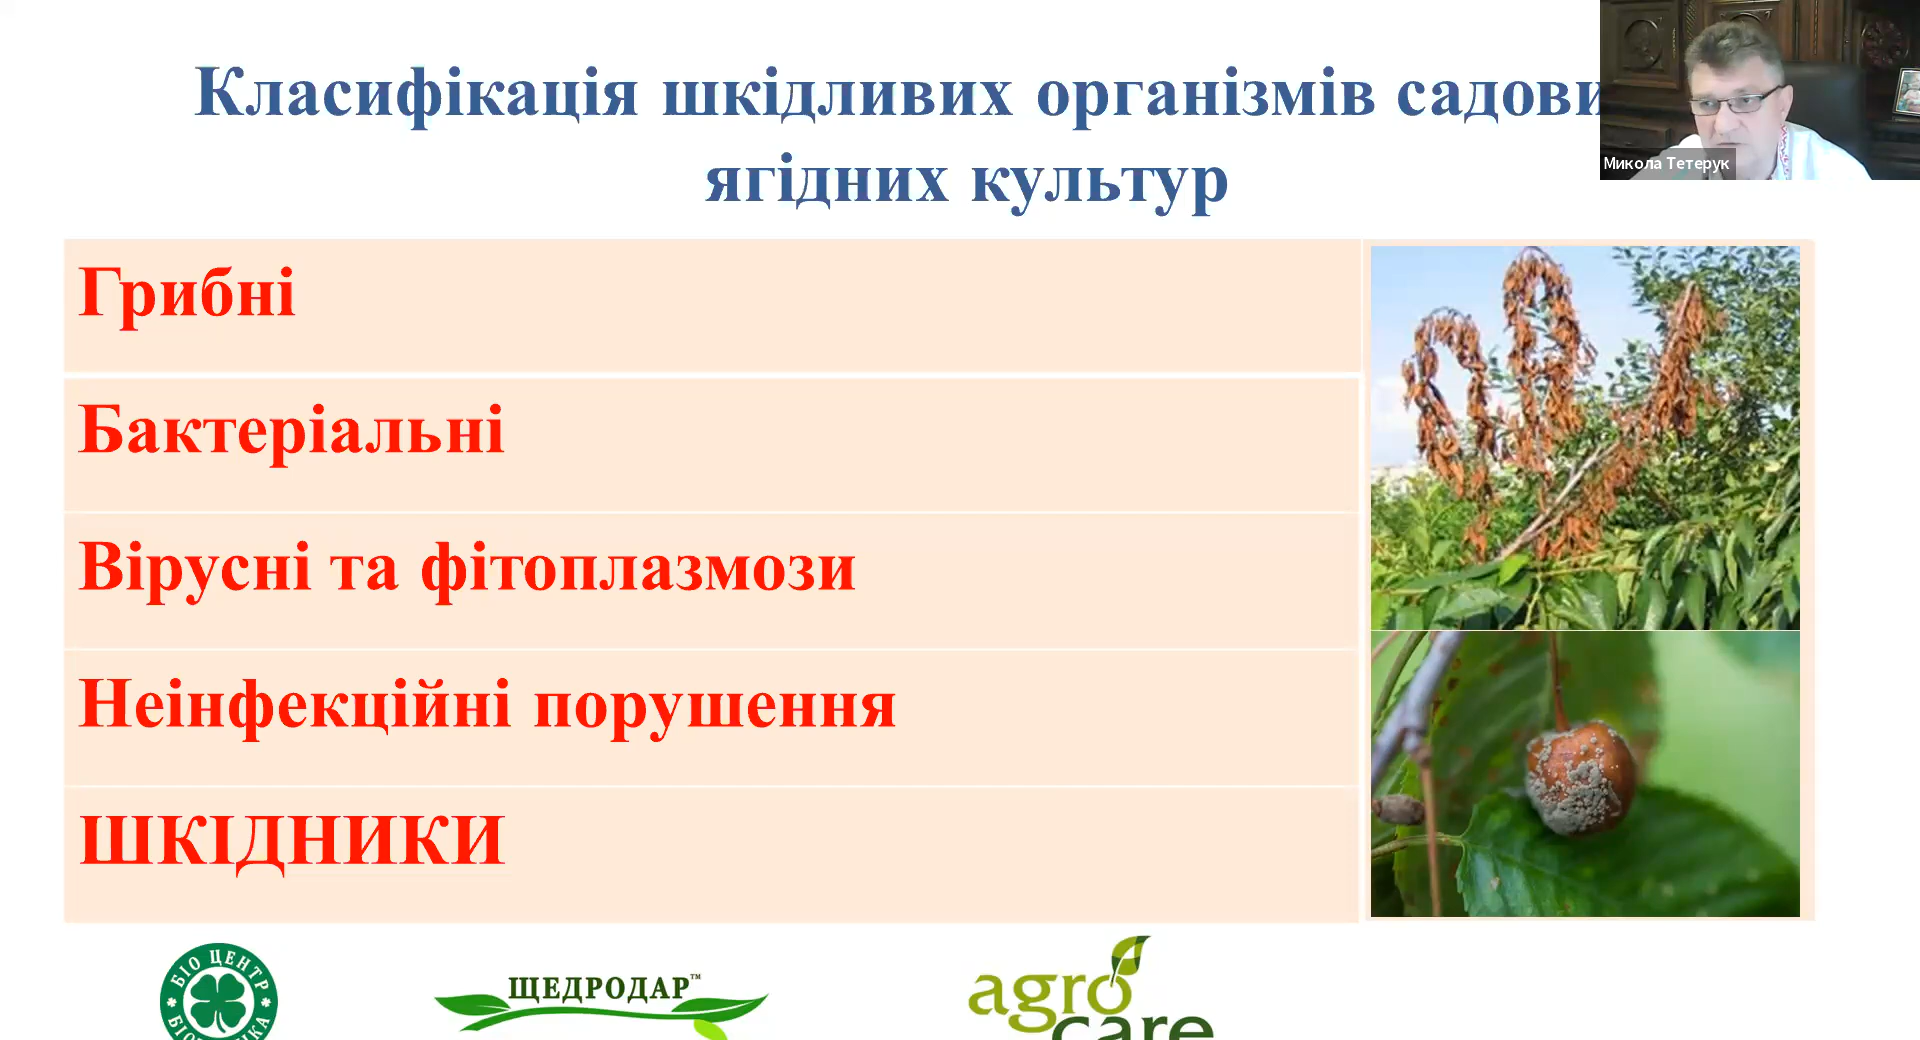 Класифікація шкідливих організмів
ягідних культур
Микола Тетерук
Грибні
Бактеріальні
Вірусні та фітоплазмози
Неінфекційні порушення
ШКІДНИКИ
БІО ЦЕНТР
ЩЕДРОДАР™
agro
care